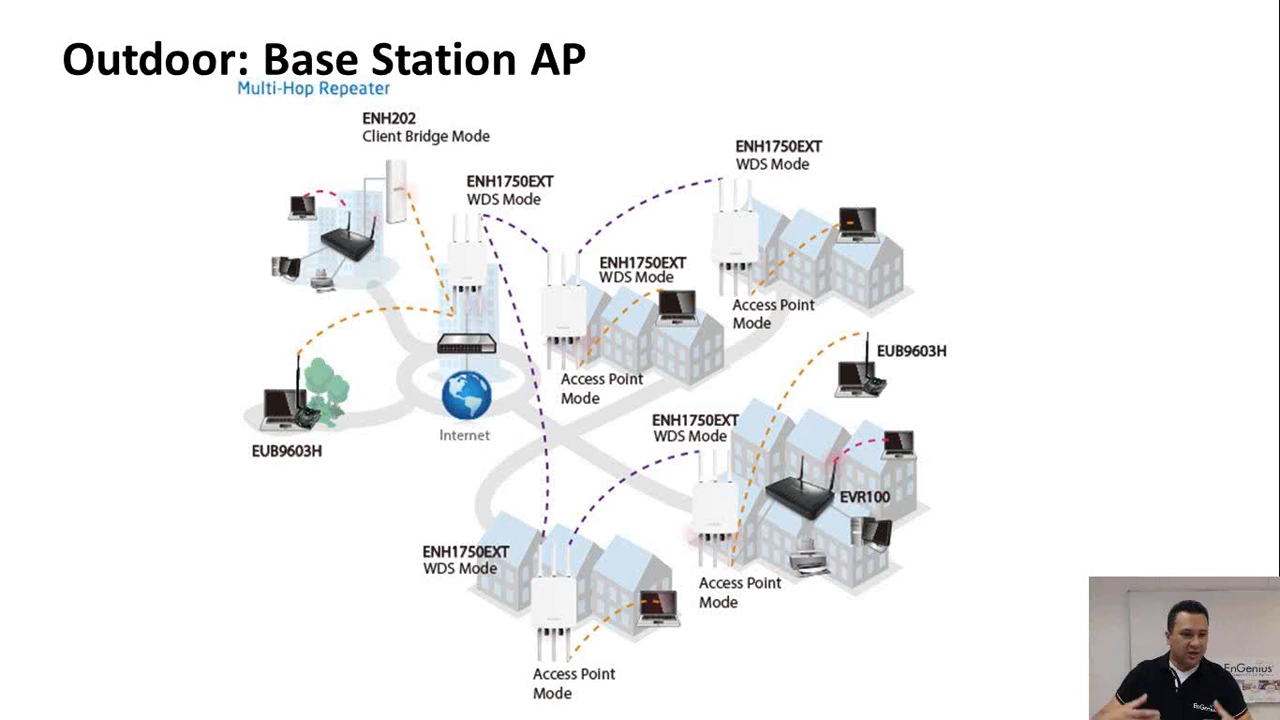 Outdoor: Base Station AP
Multi-Hop Repeater
ENH202
Client Bridge Mode
ENH1750EXT
WDS Mode
ENH1750EXT
WDS Mode
ENH1750EXT
WDS Mode
Access Point
Mode
Access Point
Mode
EUB9603H
Internet
EUB9603H
ENH1750EXT
WDS Mode
EVR100
ENH1750EXT
WDS Mode
Access Point
Mode
Access Point
Mode
EnGenius
EnGenius